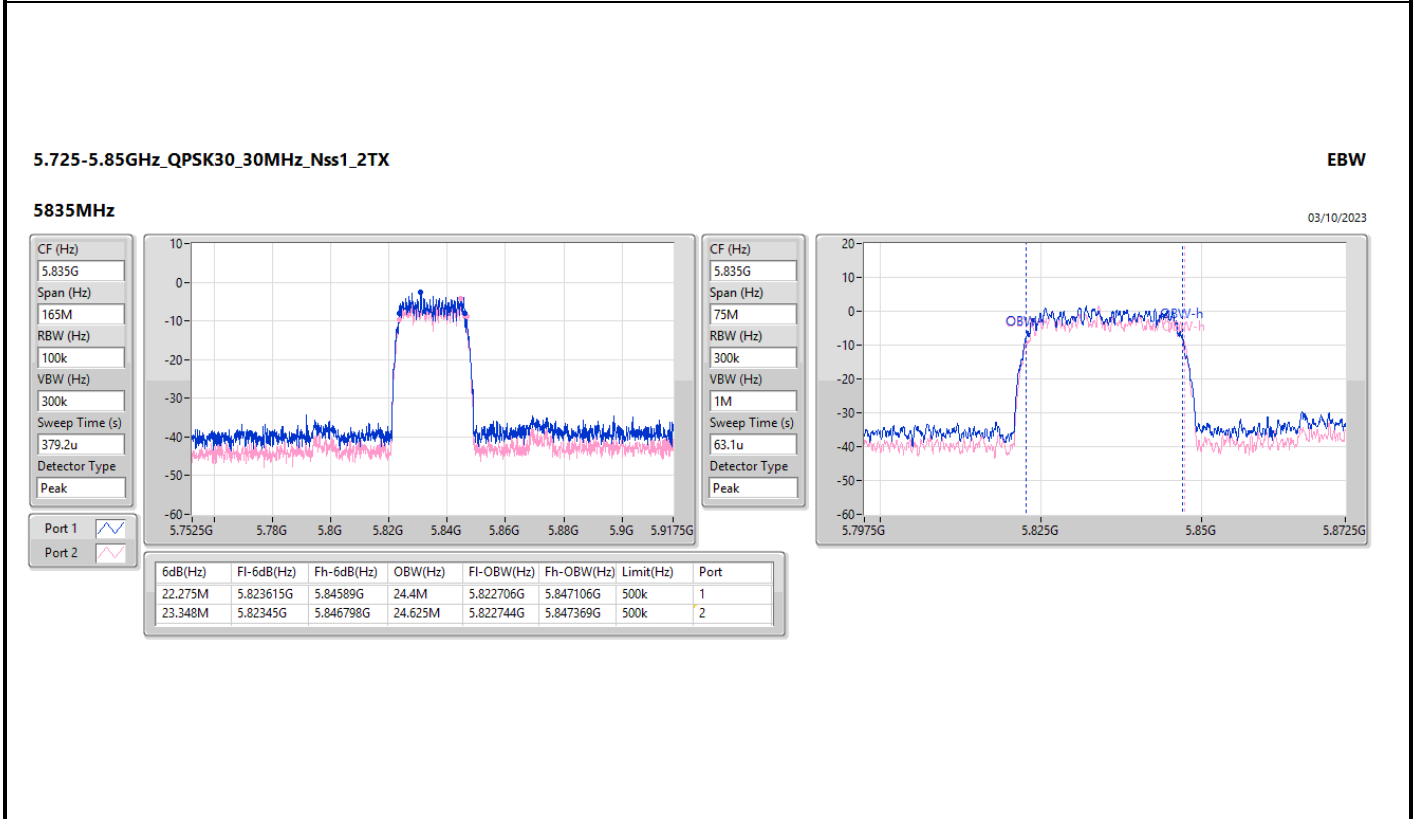 5.725-5.85GHz_QPSK30_30MHz_Nss1_2TX EBW
5835MHz 03/10/2023
CF (Hz)
5.835G
Span (Hz)
165M
RBW (Hz)
100k
VBW (Hz)
300k
Sweep Time (s)
379.2u
Detector Type
Peak
Port 1
Port 2
10
0
-10
-20
-30
-40
-50
-60
5.7525G 5.78G 5.8G 5.82G 5.84G 5.86G 5.88G 5.9G 5.9175G
CF (Hz)
5.835G
Span (Hz)
75M
RBW (Hz)
300k
VBW (Hz)
1M
Sweep Time (s)
63.1u
Detector Type
Peak
20
10
0
-10
-20
-30
-40
-50
-60
OBW-h
OBW-h
5.7975G 5.825G 5.85G 5.8725G
6dB(Hz) Fl-6dB(Hz) Fh-6dB(Hz) OBW(Hz) Fl-OBW(Hz) Fh-OBW(Hz) Limit(Hz) Port
22.275M 5.823615G 5.84589G 24.4M 5.822706G 5.847106G 500k 1
23.348M 5.82345G 5.846798G 24.625M 5.822744G 5.847369G 500k 2